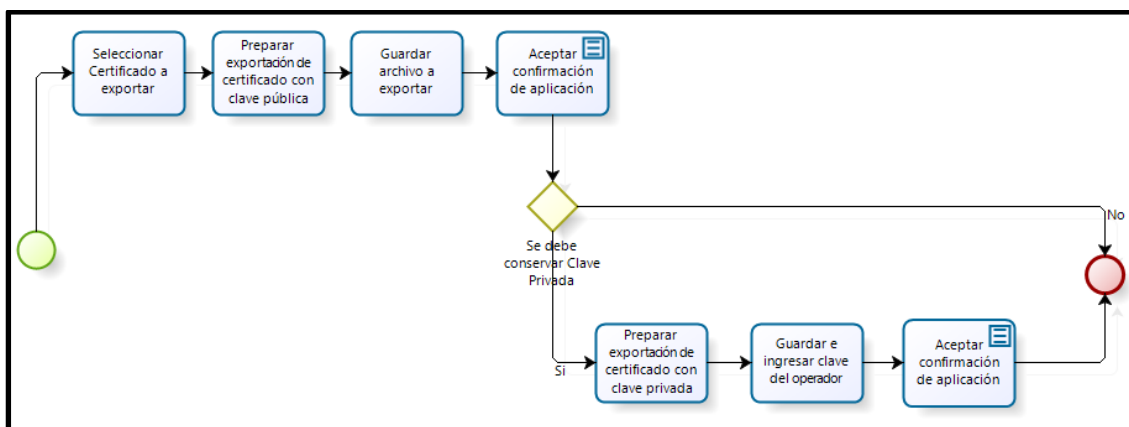 Seleccionar
Certificado a
exportar
Preparar
exportación de
certificado con
clave pública
Guardar
archivo a
exportar
Aceptar
confirmación
de aplicación
No
Se debe
conservar Clave
Privada
Si
Preparar
exportación de
certificado con
clave privada
Guardar e
ingresar clave
del operador
Aceptar
confirmación
de aplicación